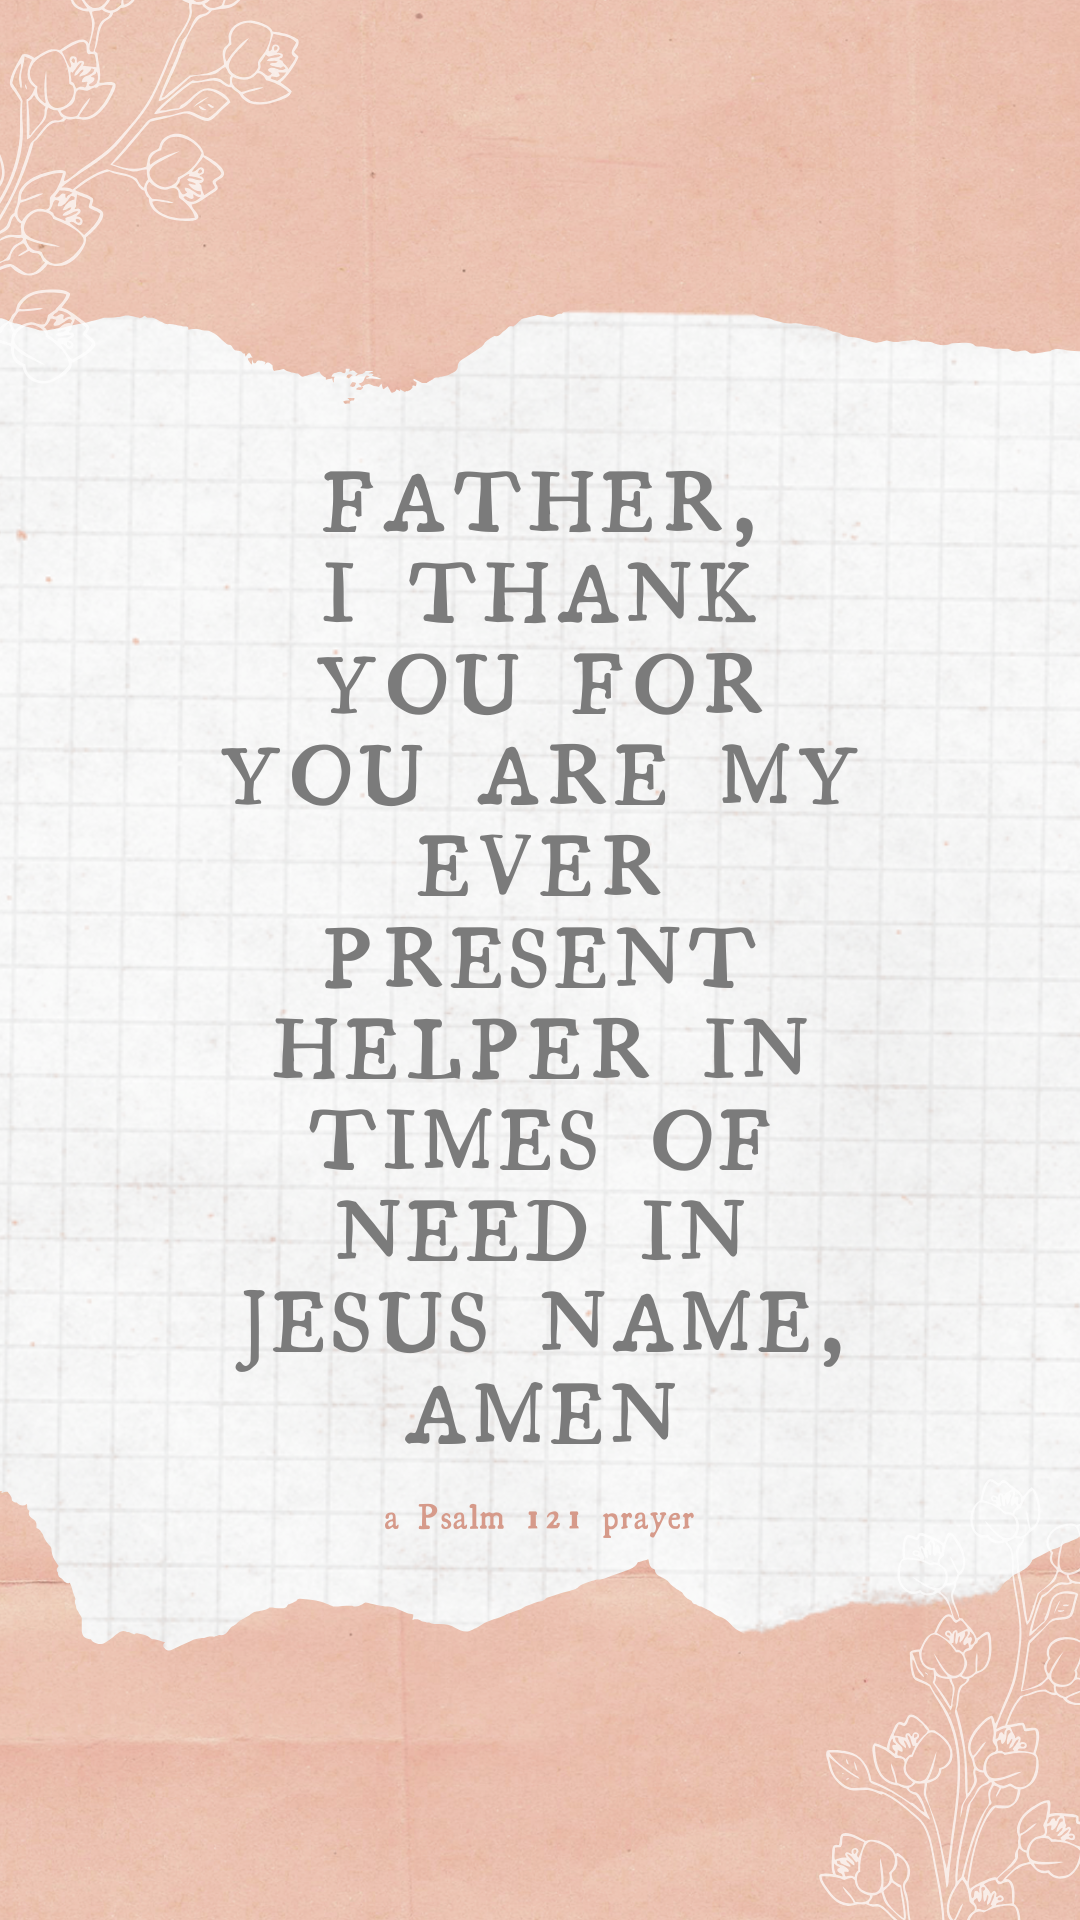 FATHER,
I THANK
YOU FOR
YOU ARE MY
EVER
PRESENT
HELPER IN
TIMES OF
NEED IN
JESUS NAME,
AMEN
a Psalm 121 prayer